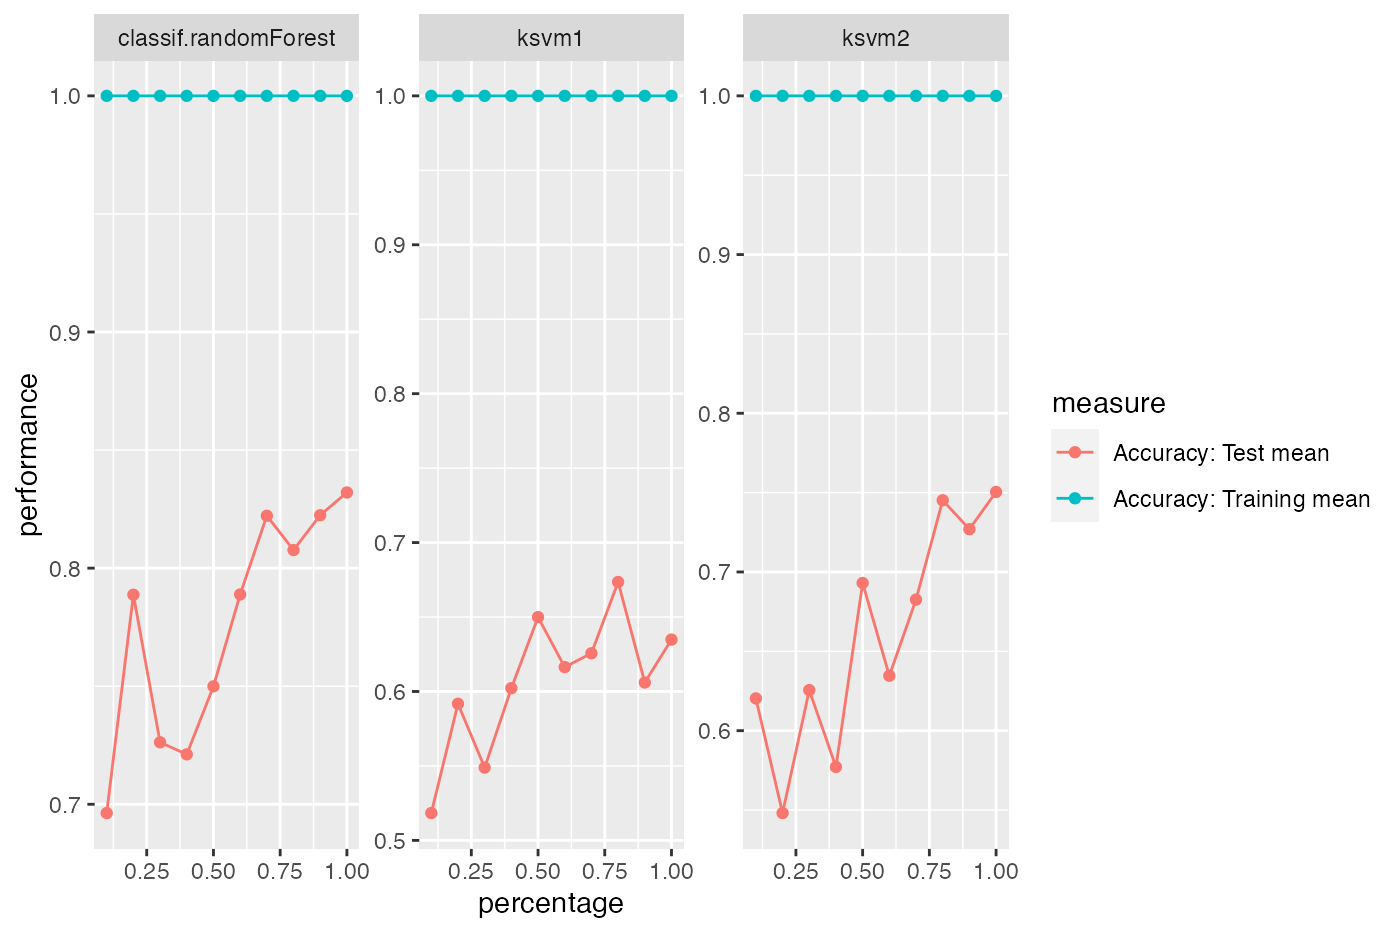 classif.randomForest
ksvm1
ksvm2
performance
1.0
0.9
0.8
0.7
1.0
0.9
0.8
0.7
0.6
0.5
1.0
0.9
0.8
0.7
0.6
0.25 0.50 0.75 1.00
0.25 0.50 0.75 1.00
0.25 0.50 0.75 1.00
percentage
measure
Accuracy: Test mean
Accuracy: Training mean